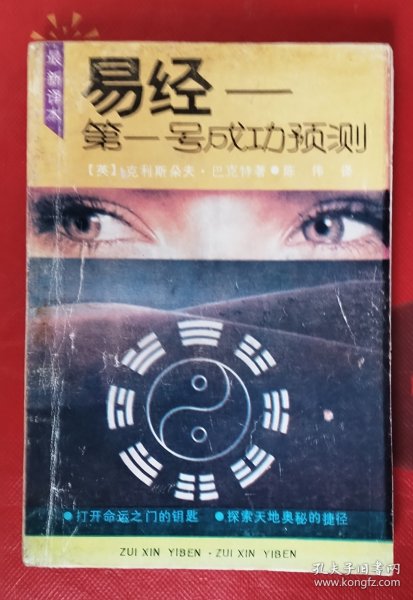 最新译本
易经—
第一号成功预测
[英]克利斯朵夫·巴克特著●陈伟译
●打开命运之门的钥匙 ●探索天地奥秘的捷径
ZUI XIN YIBEN · ZUI XIN YIBEN
孔夫子旧书网
www.kongfz.com